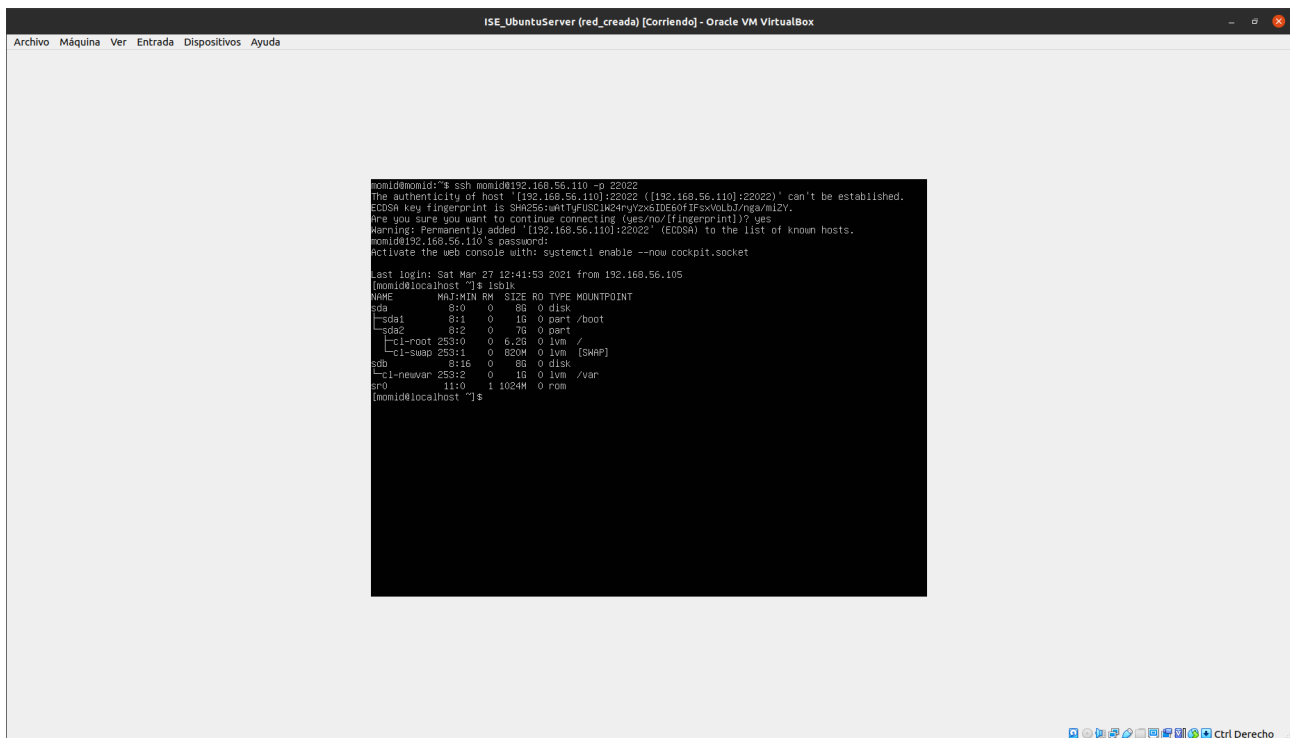 ISE_UbuntuServer (red_creada) [Corriendo] - Oracle VM VirtualBox
Archivo Máquina Ver Entrada Dispositivos Ayuda
momid@momid:~$ ssh momid@192.168.56.110 -p 22022
The authenticity of host '[192.168.56.110]:22022 ([192.168.56.110]:22022)' can't be established.
ECDSA key fingerprint is
Are you sure you want to continue connecting (yes/no/[fingerprint])? yes
Warning: Permanently added '[192.168.56.110]:22022' (ECDSA) to the list of known hosts.
momid@192.168.56.110's password:
Activate the web console with: systemctl enable --now cockpit.socket
Last login: Sat Mar 27 12:41:53 2021 from 192.168.56.105
[momid@localhost ~]$ lsblk
NAME MAJ:MIN RM SIZE RO TYPE MOUNTPOINT
sda 8:0 0 8G 0 disk
├─sda1 8:1 0 1G 0 part /boot
└─sda2 8:2 0 7G 0 part
├─cl-root 253:0 0 6.2G 0 lvm /
└─cl-swap 253:1 0 820M 0 lvm [SWAP]
sdb 8:16 0 8G 0 disk
└─cl-newvar 253:2 0 1G 0 lvm /var
sr0 11:0 1 1024M 0 rom
[momid@localhost ~]$
Ctrl Derecho